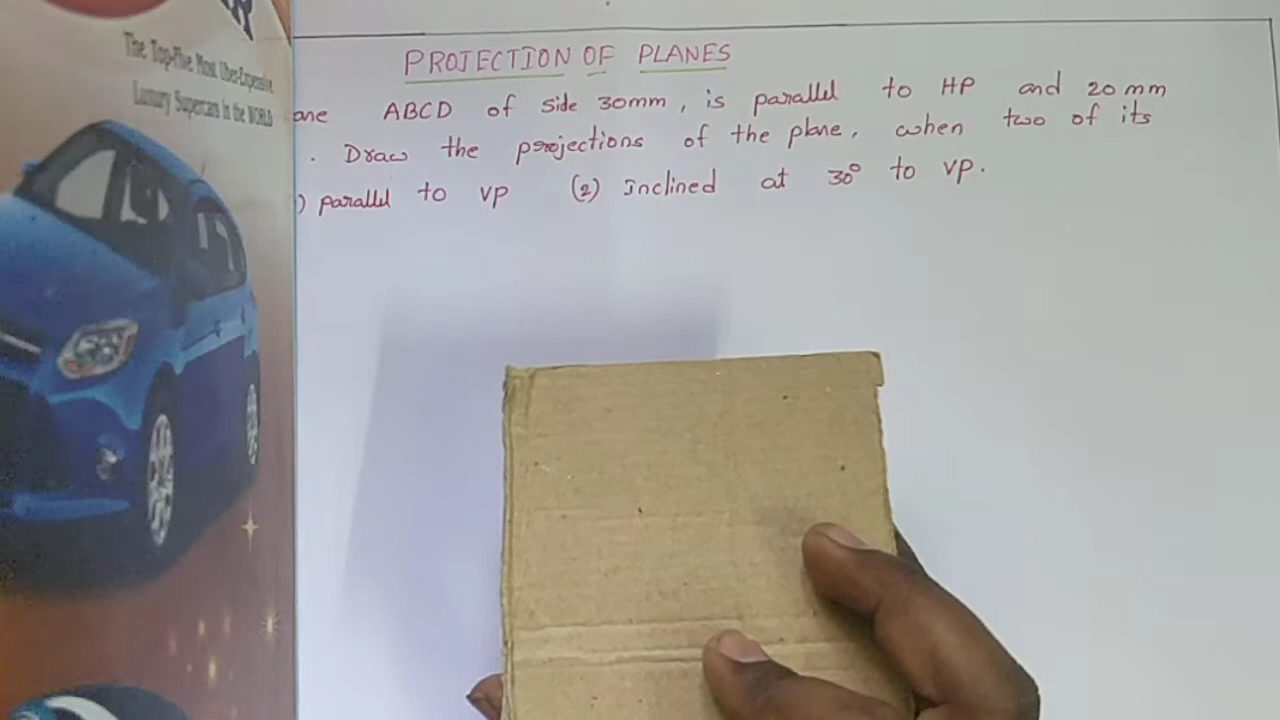 The Top-Five Most Uber-Expensive
Luxury Supercars in the WORLD
PROJECTION OF PLANES
ane ABCD of side 30mm, is parallel to HP and 20 mm
. Draw the projections of the plane, when two of its
) parallel to VP (2) Inclined at 30° to VP.